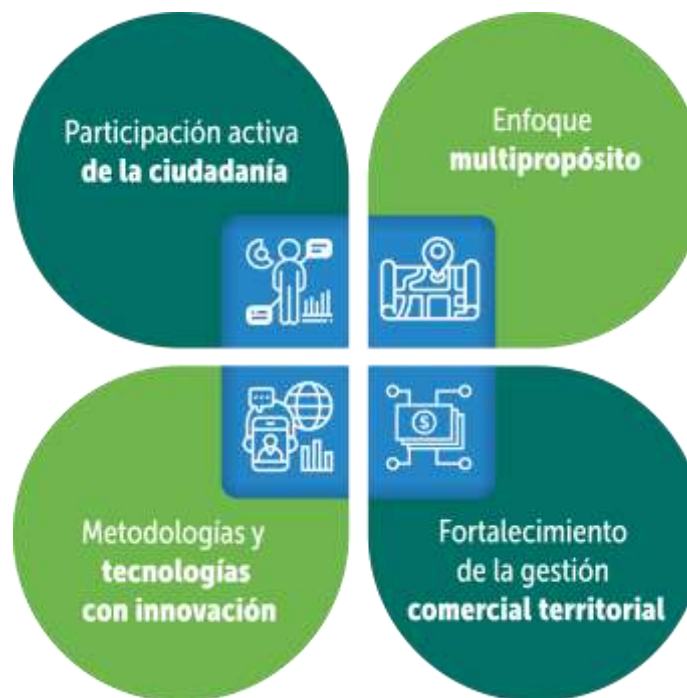 Participación activa
de la ciudadanía
Enfoque
multipropósito
Metodologías y
tecnologías
con innovación
Fortalecimiento
de la gestión
comercial territorial